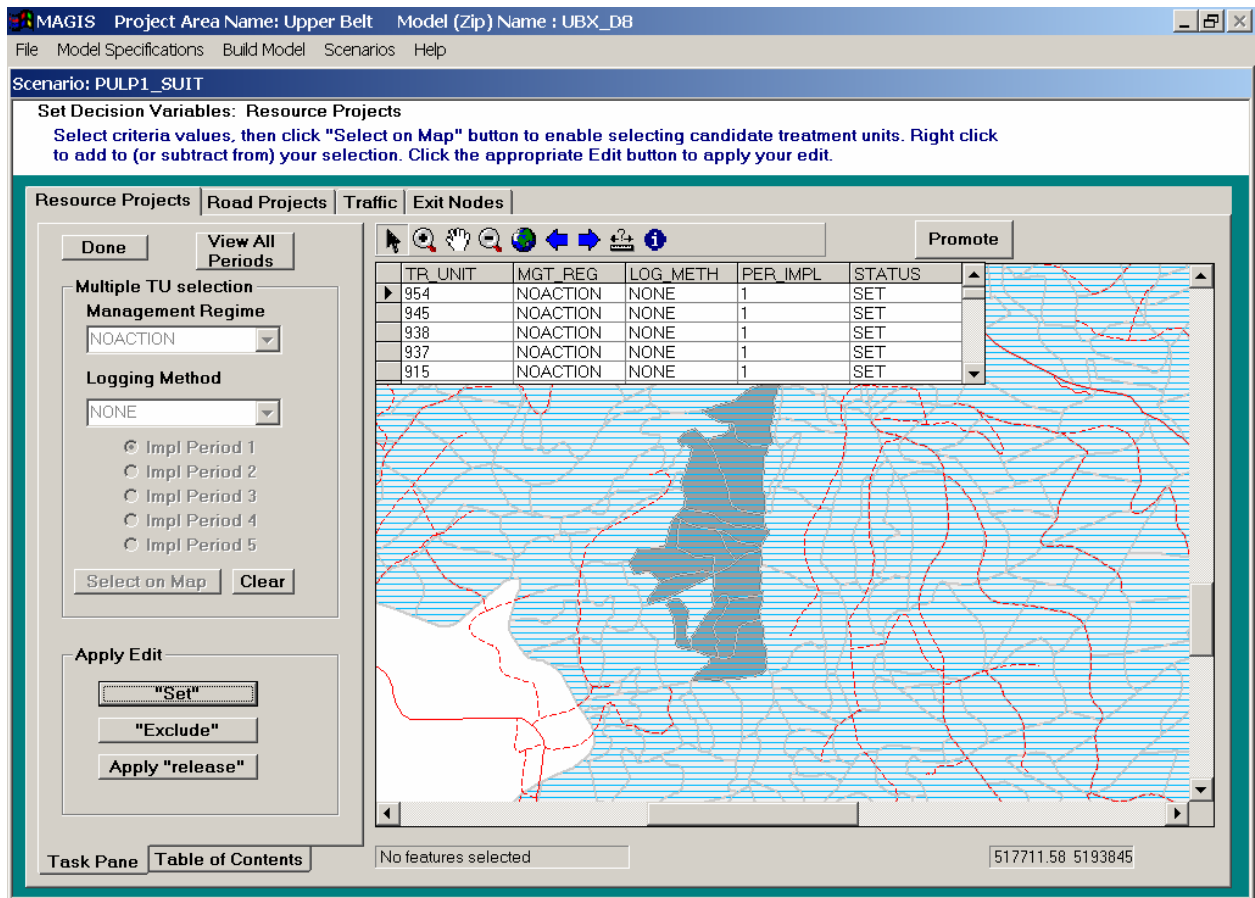 MAGIS Project Area Name: Upper Belt Model (Zip) Name : UBX_D8
File Model Specifications Build Model Scenarios Help
Scenario: PULP1_SUIT
Set Decision Variables: Resource Projects
Select criteria values, then click "Select on Map" button to enable selecting candidate treatment units. Right click
to add to (or subtract from) your selection. Click the appropriate Edit button to apply your edit.
Resource Projects Road Projects Traffic Exit Nodes
Done View All Periods
Promote
Multiple TU selection
Management Regime
NOACTION
Logging Method
NONE
Impl Period 1
Impl Period 2
Impl Period 3
Impl Period 4
Impl Period 5
Select on Map Clear
Apply Edit
"Set"
"Exclude"
Apply "release"
TR_UNIT MGT_REG LOG_METH PER_IMPL STATUS
954 NOACTION NONE 1 SET
945 NOACTION NONE 1 SET
938 NOACTION NONE 1 SET
937 NOACTION NONE 1 SET
915 NOACTION NONE 1 SET
Task Pane Table of Contents
No features selected
517711.58 5193845